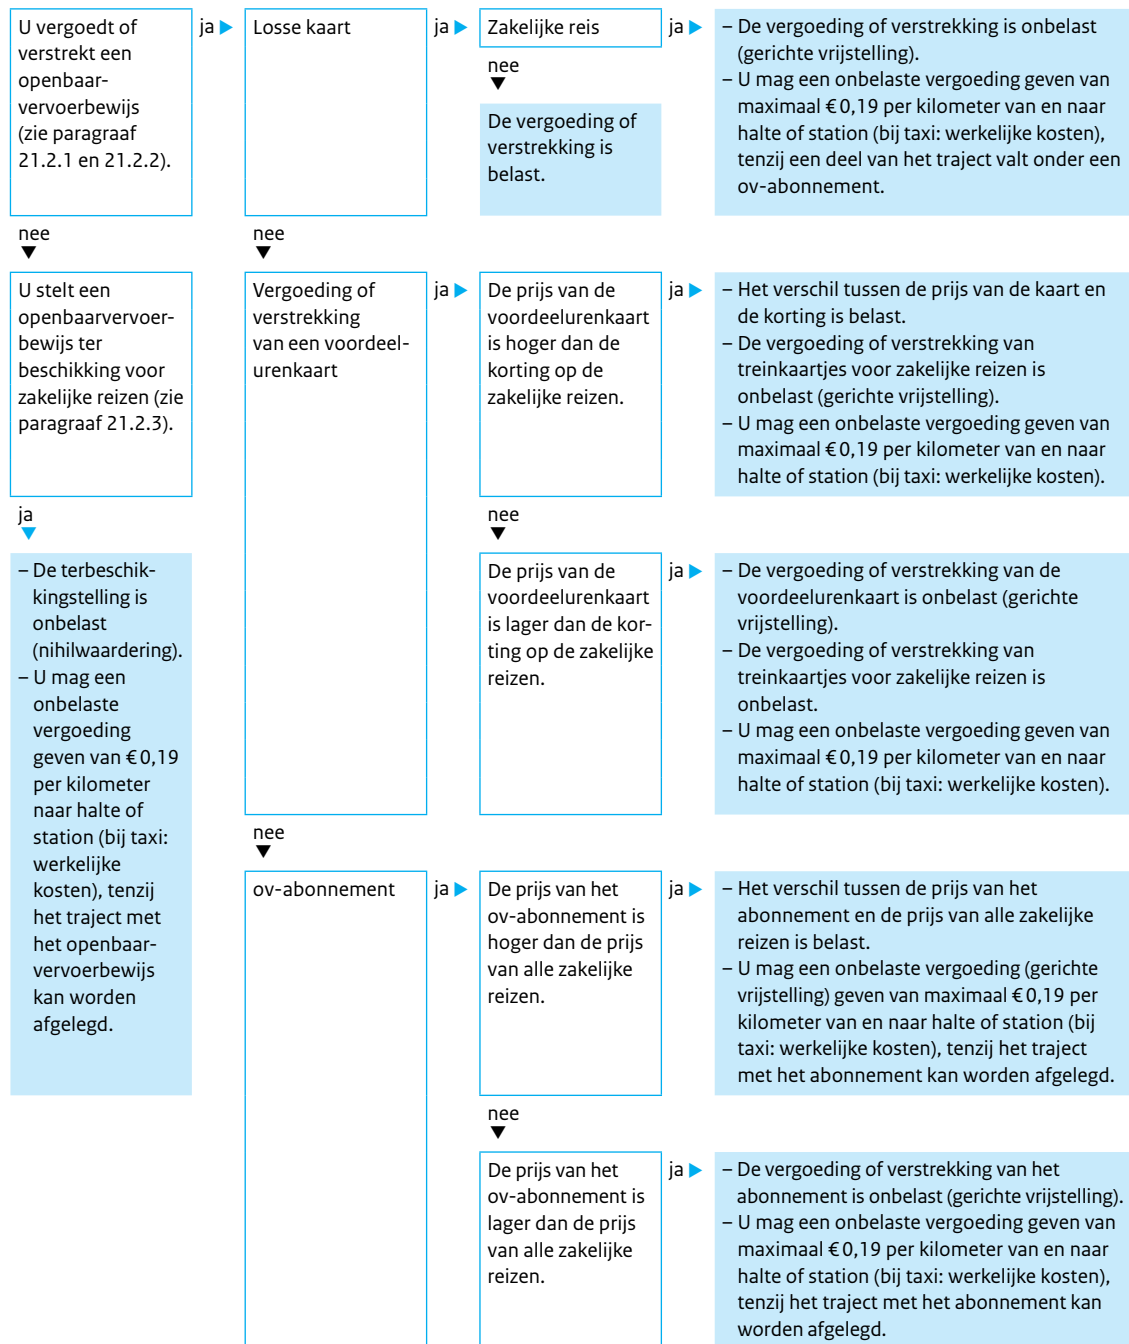 U vergoedt of
verstrekt een
openbaar-
vervoerbewijs
(zie paragraaf
21.2.1 en 21.2.2).
ja
Losse kaart
ja
Zakelijke reis
ja
– De vergoeding of verstrekking is onbelast
(gerichte vrijstelling).
– U mag een onbelaste vergoeding geven van
maximaal € 0,19 per kilometer van en naar
halte of station (bij taxi: werkelijke kosten),
tenzij een deel van het traject valt onder een
ov-abonnement.
nee
De vergoeding of
verstrekking is
belast.
nee
nee
U stelt een
openbaarvervoer-
bewijs ter
beschikking voor
zakelijke reizen (zie
paragraaf 21.2.3).
Vergoeding of
verstrekking
van een voordeel-
urenkaart
ja
De prijs van de
voordeelurenkaart
is hoger dan de
korting op de
zakelijke reizen.
ja
– Het verschil tussen de prijs van de kaart en
de korting is belast.
– De vergoeding of verstrekking van
treinkaartjes voor zakelijke reizen is
onbelast (gerichte vrijstelling).
– U mag een onbelaste vergoeding geven van
maximaal € 0,19 per kilometer van en naar
halte of station (bij taxi: werkelijke kosten).
ja
nee
– De terbeschik-
kingstelling is
onbelast
(nihilwaardering).
– U mag een
onbelaste
vergoeding
geven van € 0,19
per kilometer
naar halte of
station (bij taxi:
werkelijke
kosten), tenzij
het traject met
het openbaar-
vervoerbewijs
kan worden
afgelegd.
De prijs van de
voordeelurenkaart
is lager dan de kor-
ting op de zakelijke
reizen.
ja
– De vergoeding of verstrekking van de
voordeelurenkaart is onbelast (gerichte
vrijstelling).
– De vergoeding of verstrekking van
treinkaartjes voor zakelijke reizen is
onbelast.
– U mag een onbelaste vergoeding geven van
maximaal € 0,19 per kilometer van en naar
halte of station (bij taxi: werkelijke kosten).
nee
ov-abonnement
ja
De prijs van het
ov-abonnement is
hoger dan de prijs
van alle zakelijke
reizen.
ja
– Het verschil tussen de prijs van het
abonnement en de prijs van alle zakelijke
reizen is belast.
– U mag een onbelaste vergoeding (gerichte
vrijstelling) geven van maximaal € 0,19 per
kilometer van en naar halte of station (bij
taxi: werkelijke kosten), tenzij het traject
met het abonnement kan worden afgelegd.
nee
De prijs van het
ov-abonnement is
lager dan de prijs
van alle zakelijke
reizen.
ja
– De vergoeding of verstrekking van het
abonnement is onbelast (gerichte vrijstelling).
– U mag een onbelaste vergoeding geven van
maximaal € 0,19 per kilometer van en naar
halte of station (bij taxi: werkelijke kosten),
tenzij het traject met het abonnement kan
worden afgelegd.